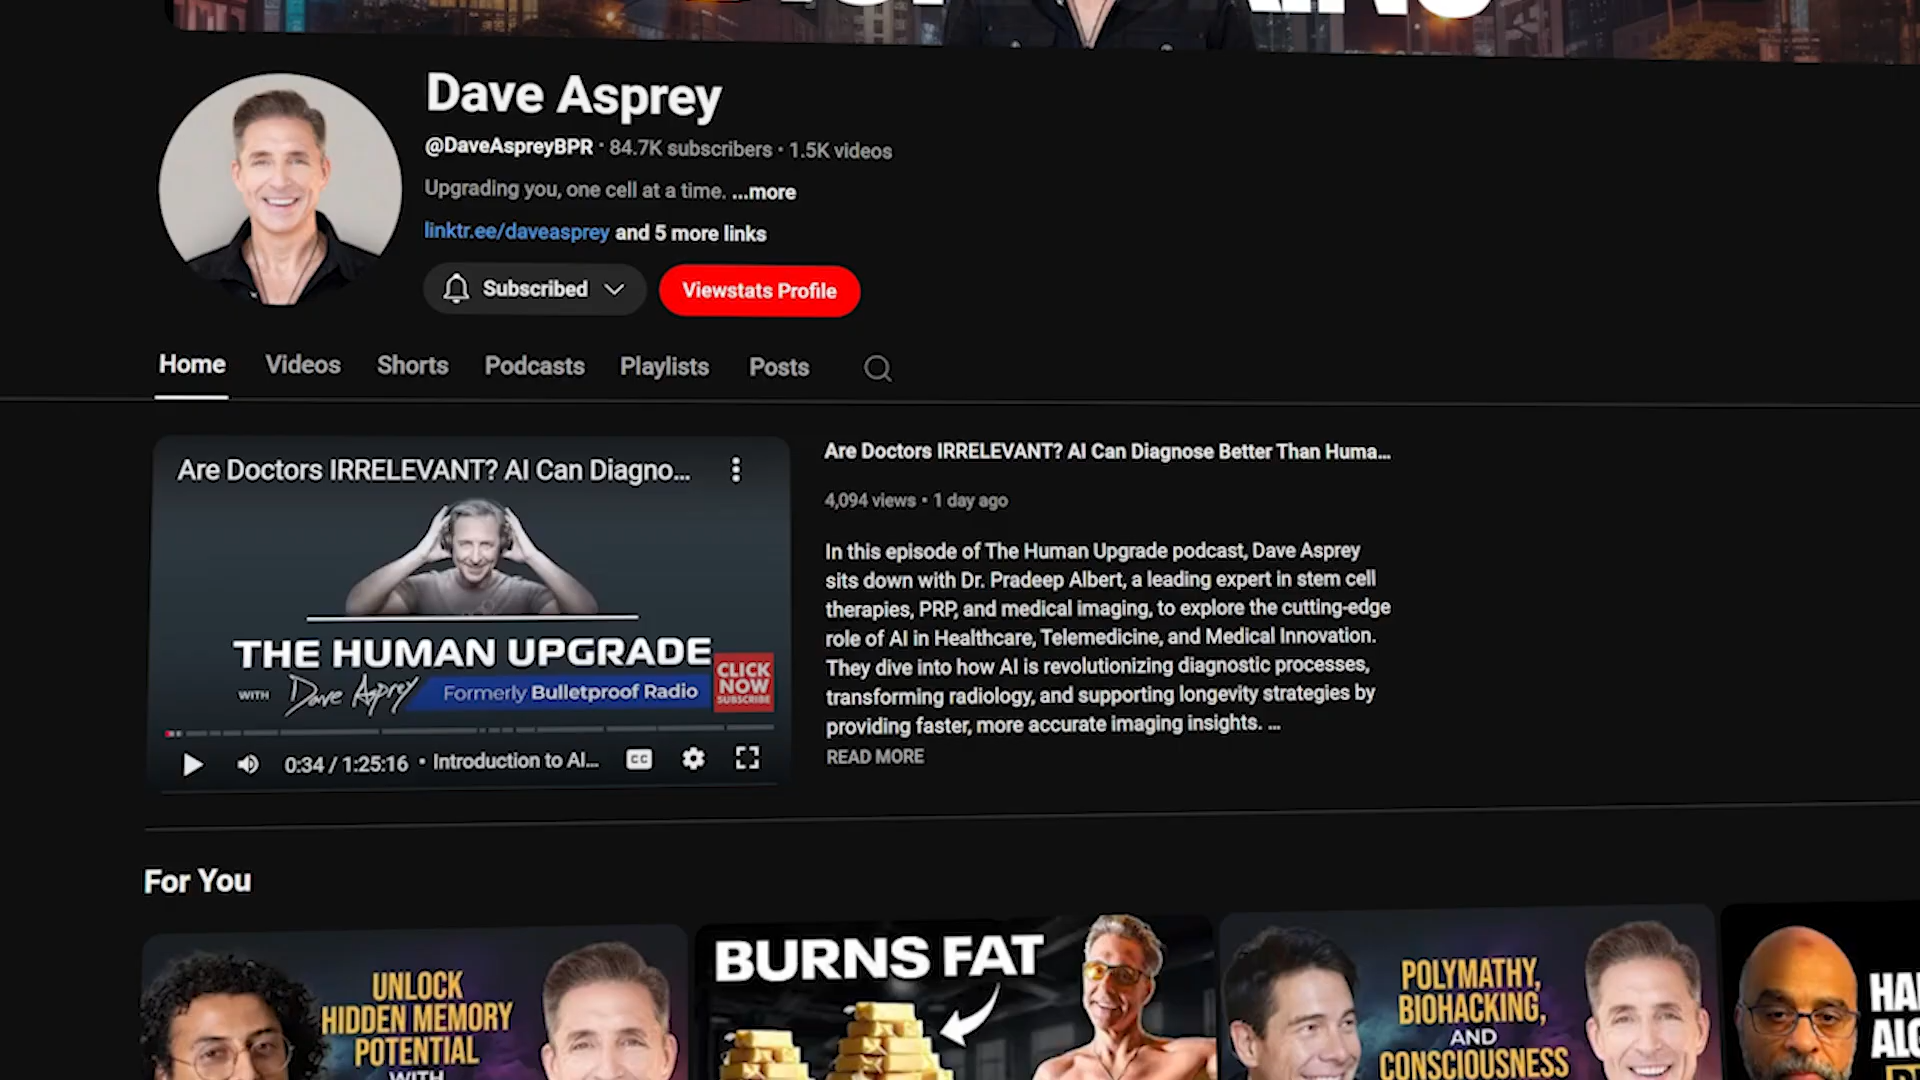 Dave Asprey
@DaveAspreyBPR · 84.7K subscribers · 1.5K videos
Upgrading you, one cell at a time. ...more
linktr.ee/daveasprey and 5 more links
Subscribed
Viewstats Profile
Home Videos Shorts Podcasts Playlists Posts
Are Doctors IRRELEVANT? AI Can Diagno...
THE HUMAN UPGRADE
WITH Dave Asprey Formerly Bulletproof Radio
CLICK
NOW
SUBSCRIBE
0:34 / 1:25:16 • Introduction to AI...
CC
Are Doctors IRRELEVANT? AI Can Diagnose Better Than Huma...
4,094 views • 1 day ago
In this episode of The Human Upgrade podcast, Dave Asprey
sits down with Dr. Pradeep Albert, a leading expert in stem cell
therapies, PRP, and medical imaging, to explore the cutting-edge
role of AI in Healthcare, Telemedicine, and Medical Innovation.
They dive into how AI is revolutionizing diagnostic processes,
transforming radiology, and supporting longevity strategies by
providing faster, more accurate imaging insights. ...
READ MORE
For You
UNLOCK
HIDDEN MEMORY
POTENTIAL
WITH
BURNS FAT
POLYMATHY,
BIOHACKING,
AND
CONSCIOUSNESS